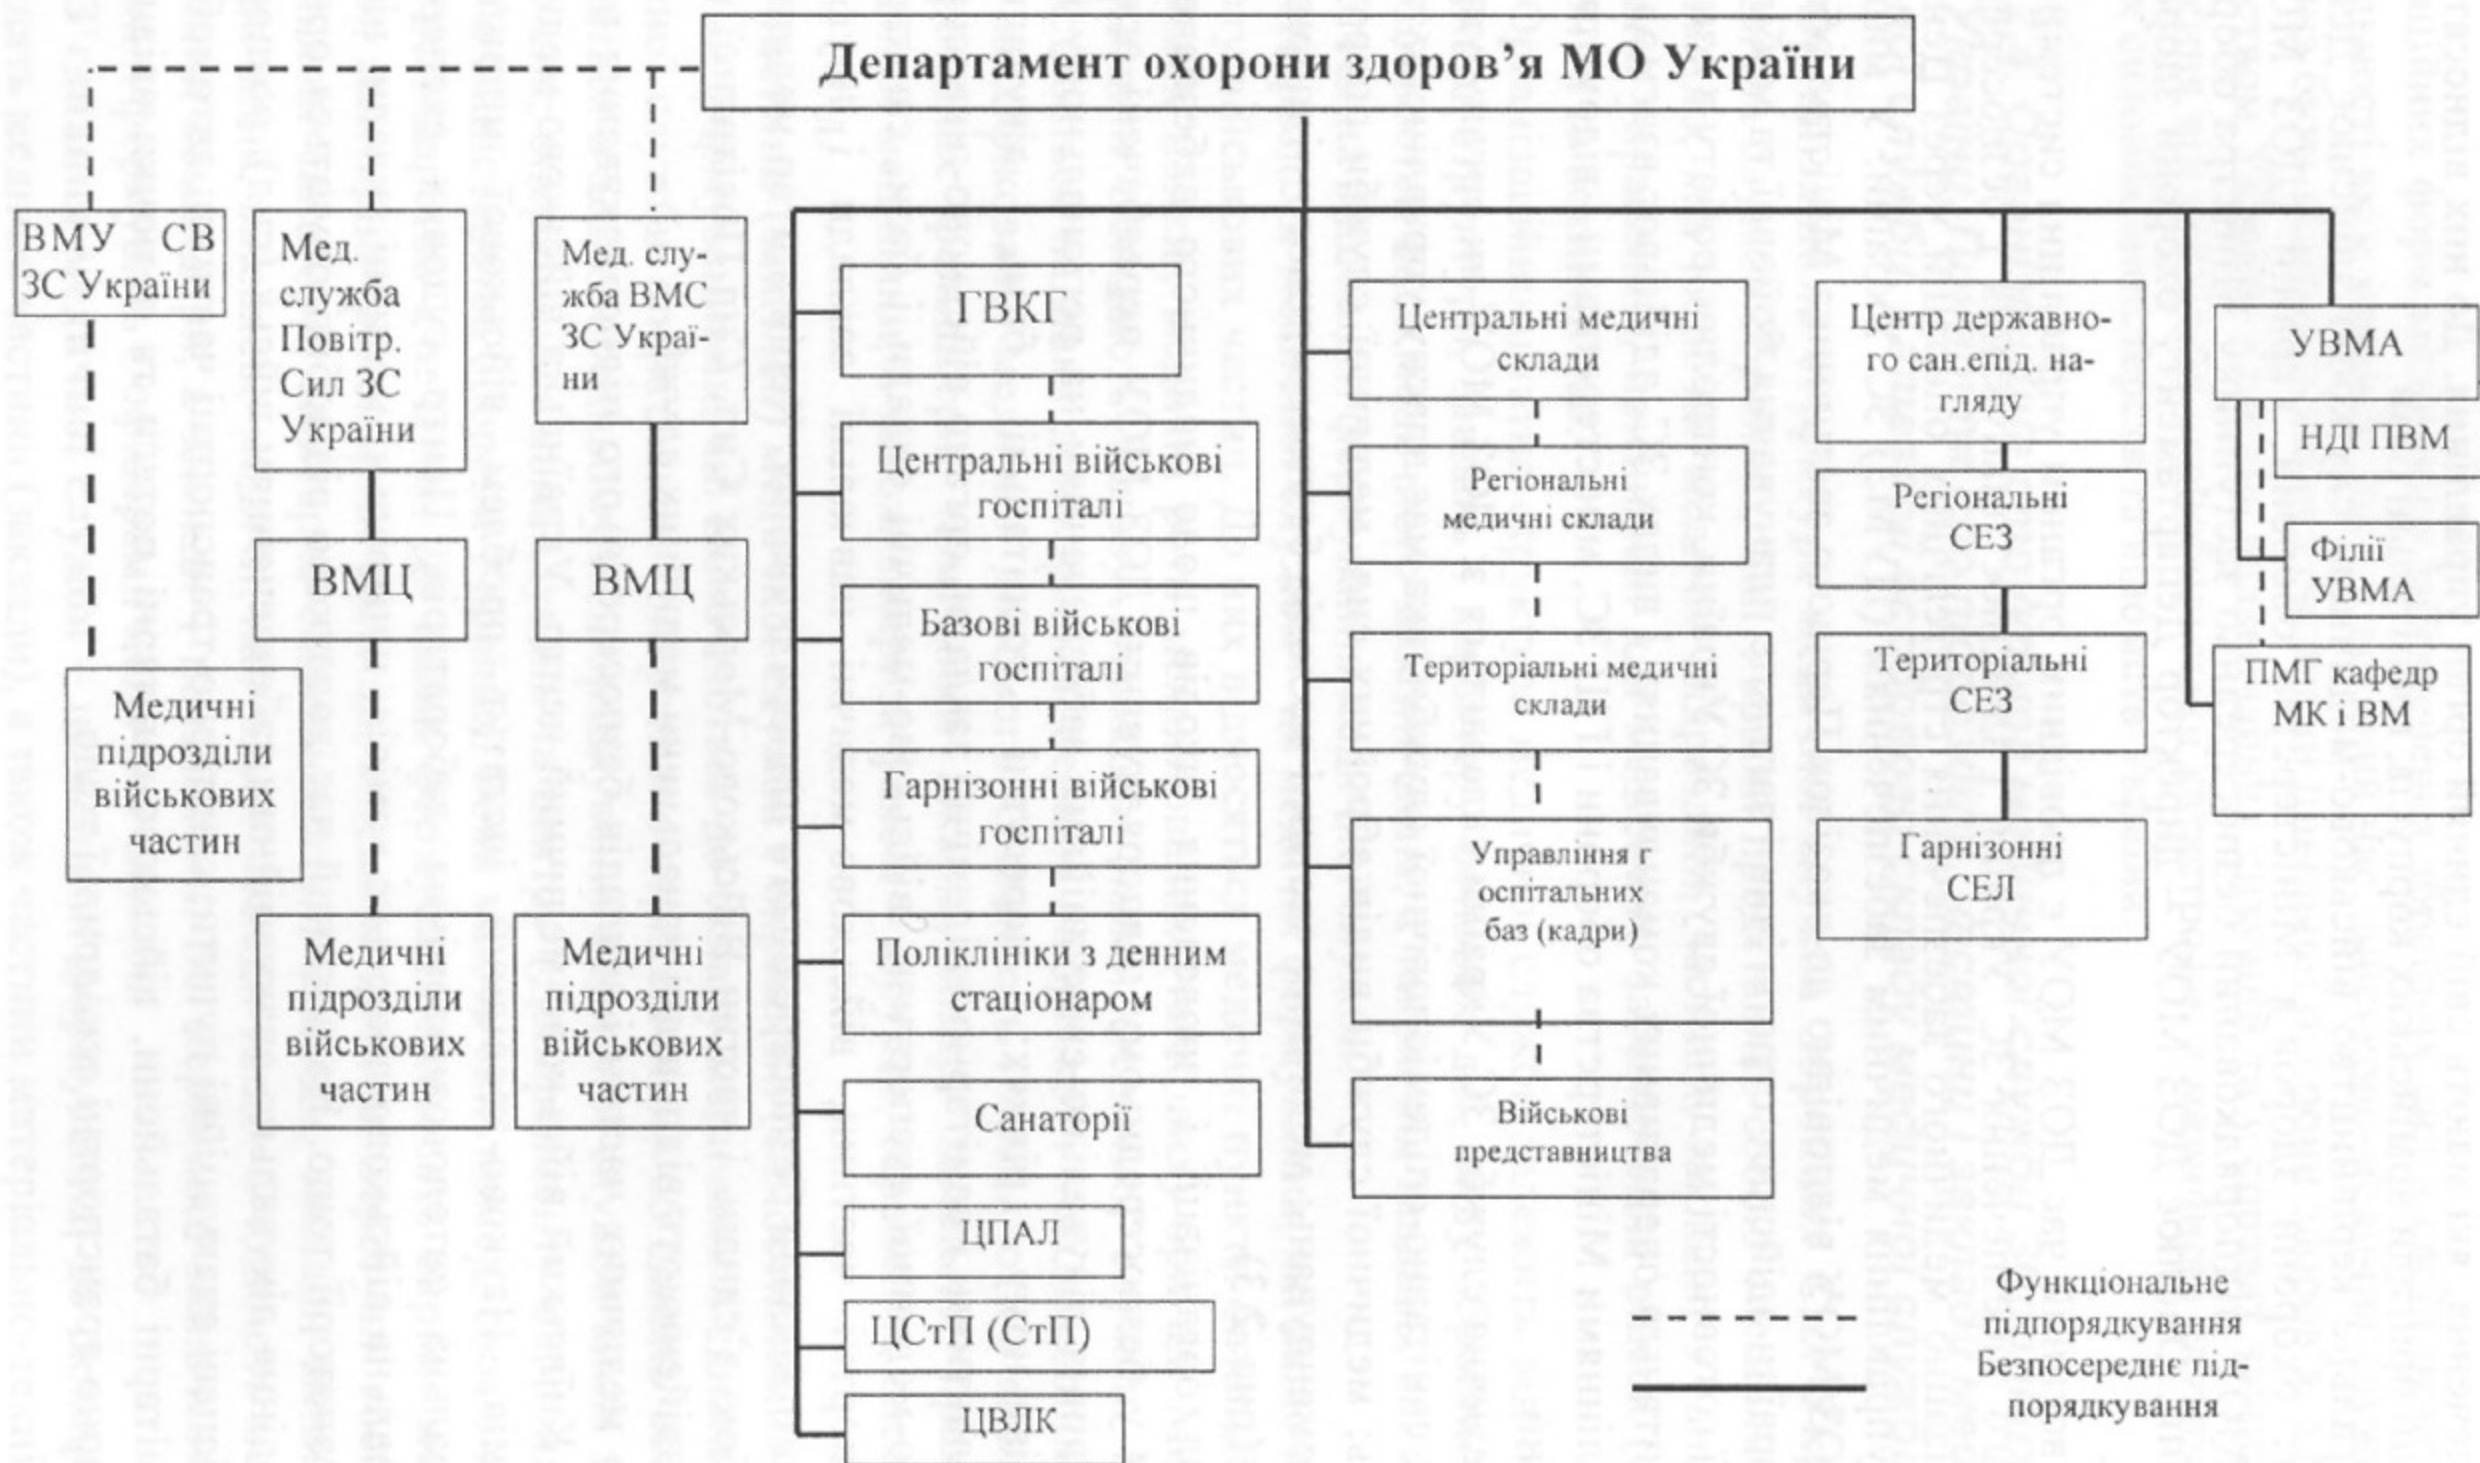 Департамент охорони здоров’я МО України
ВМУ СВ
ЗС України
Мед.
служба
Повітр.
Сил ЗС
України
Мед. слу-
жба ВМС
ЗС Украї-
ни
ВМЦ
ВМЦ
Медичні
підрозділи
військових
частин
Медичні
підрозділи
військових
частин
Медичні
підрозділи
військових
частин
ГВКГ
Центральні військові
госпіталі
Базові військові
госпіталі
Гарнізонні військові
госпіталі
Поліклініки з денним
стаціонаром
Санаторії
ЦПАЛ
ЦСтП (СтП)
ЦВЛК
Центральні медичні
склади
Регіональні
медичні склади
Територіальні медичні
склади
Управління г
оспітальних
баз (кадри)
Військові
представництва
Центр державно-
го сан.епід. на-
гляду
Регіональні
СЕЗ
Територіальні
СЕЗ
Гарнізонні
СЕЛ
УВМА
НДІ ПВМ
Філії
УВМА
ПМГ кафедр
МК і ВМ
Функціональне
підпорядкування
Безпосереднє під-
порядкування